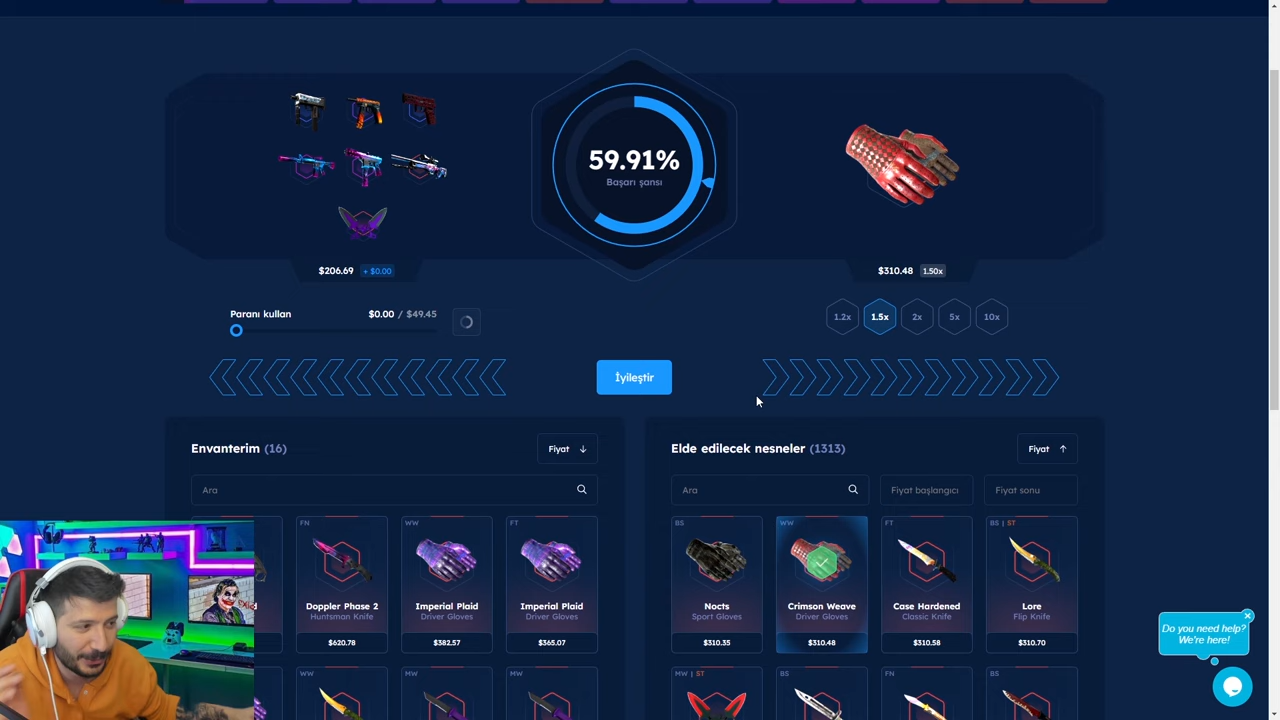 59.91%
Başarı şansı
$206.69 + $0.00
$310.48 1.50x
Paranı kullan $0.00 / $49.45
1.2x 1.5x 2x 5x 10x
İyileştir
Envanterim (16) Fiyat
Elde edilecek nesneler (1313) Fiyat
Ara
Ara Fiyat başlangıcı Fiyat sonu
FN WW FT
Doppler Phase 2 Imperial Plaid Imperial Plaid
Huntsman Knife Driver Gloves Driver Gloves
$620.78 $382.57 $365.07
BS WW FT BS | ST
Nocts Crimson Weave Case Hardened Lore
Sport Gloves Driver Gloves Classic Knife Flip Knife
$310.35 $310.48 $310.58 $310.70
WW MW MW
MW | ST BS FN BS
Do you need help?
We're here!